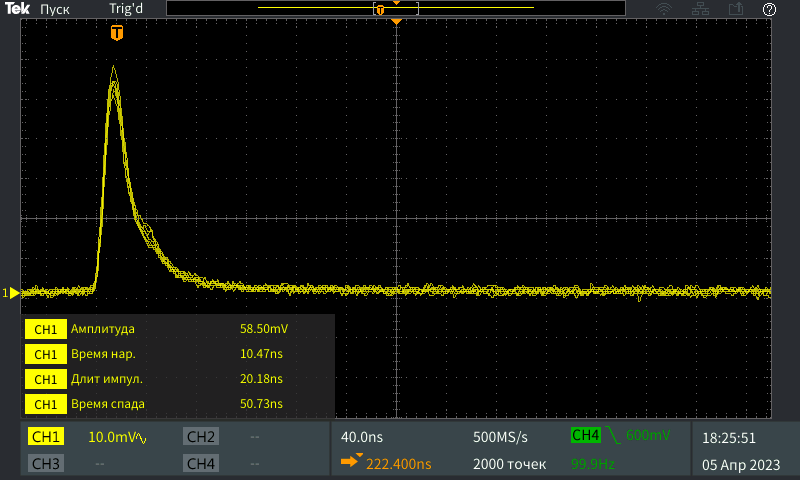 Tek Пуск Trig'd T ?
T
1
CH1 Амплитуда 58.50mV
CH1 Время нар. 10.47ns
CH1 Длит импул. 20.18ns
CH1 Время спада 50.73ns
CH1 10.0mV CH2 -- 40.0ns 500MS/s CH4 600mV 18:25:51
CH3 -- CH4 -- 222.400ns 2000 точек 99.9Hz 05 Апр 2023